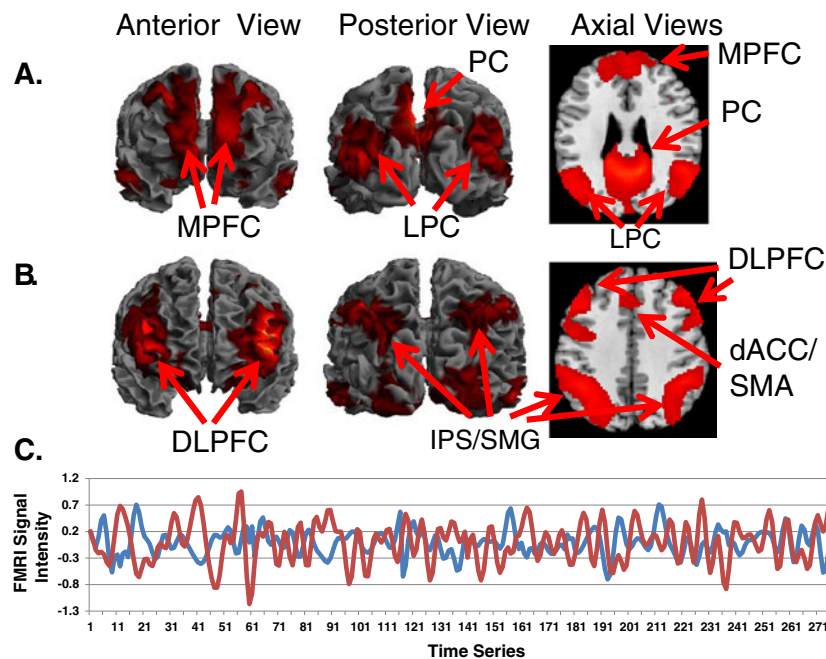 Anterior View
Posterior View
Axial Views
A.
PC
MPFC
PC
MPFC
LPC
LPC
B.
DLPFC
dACC/
SMA
DLPFC
IPS/SMG
C.
FMRI Signal
Intensity
1.2
0.7
0.2
-0.3
-0.8
-1.3
1 11 21 31 41 51 61 71 81 91 101 111 121 131 141 151 161 171 181 191 201 211 221 231 241 251 261 271
Time Series